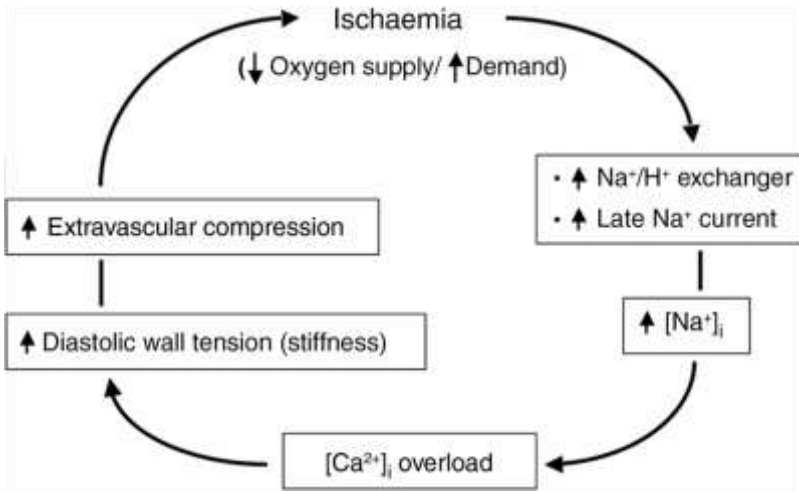 Ischaemia
(↓ Oxygen supply/ ↑ Demand)
• ↑ Na⁺/H⁺ exchanger
• ↑ Late Na⁺ current
↑ [Na⁺]ᵢ
[Ca²⁺]ᵢ overload
↑ Diastolic wall tension (stiffness)
↑ Extravascular compression